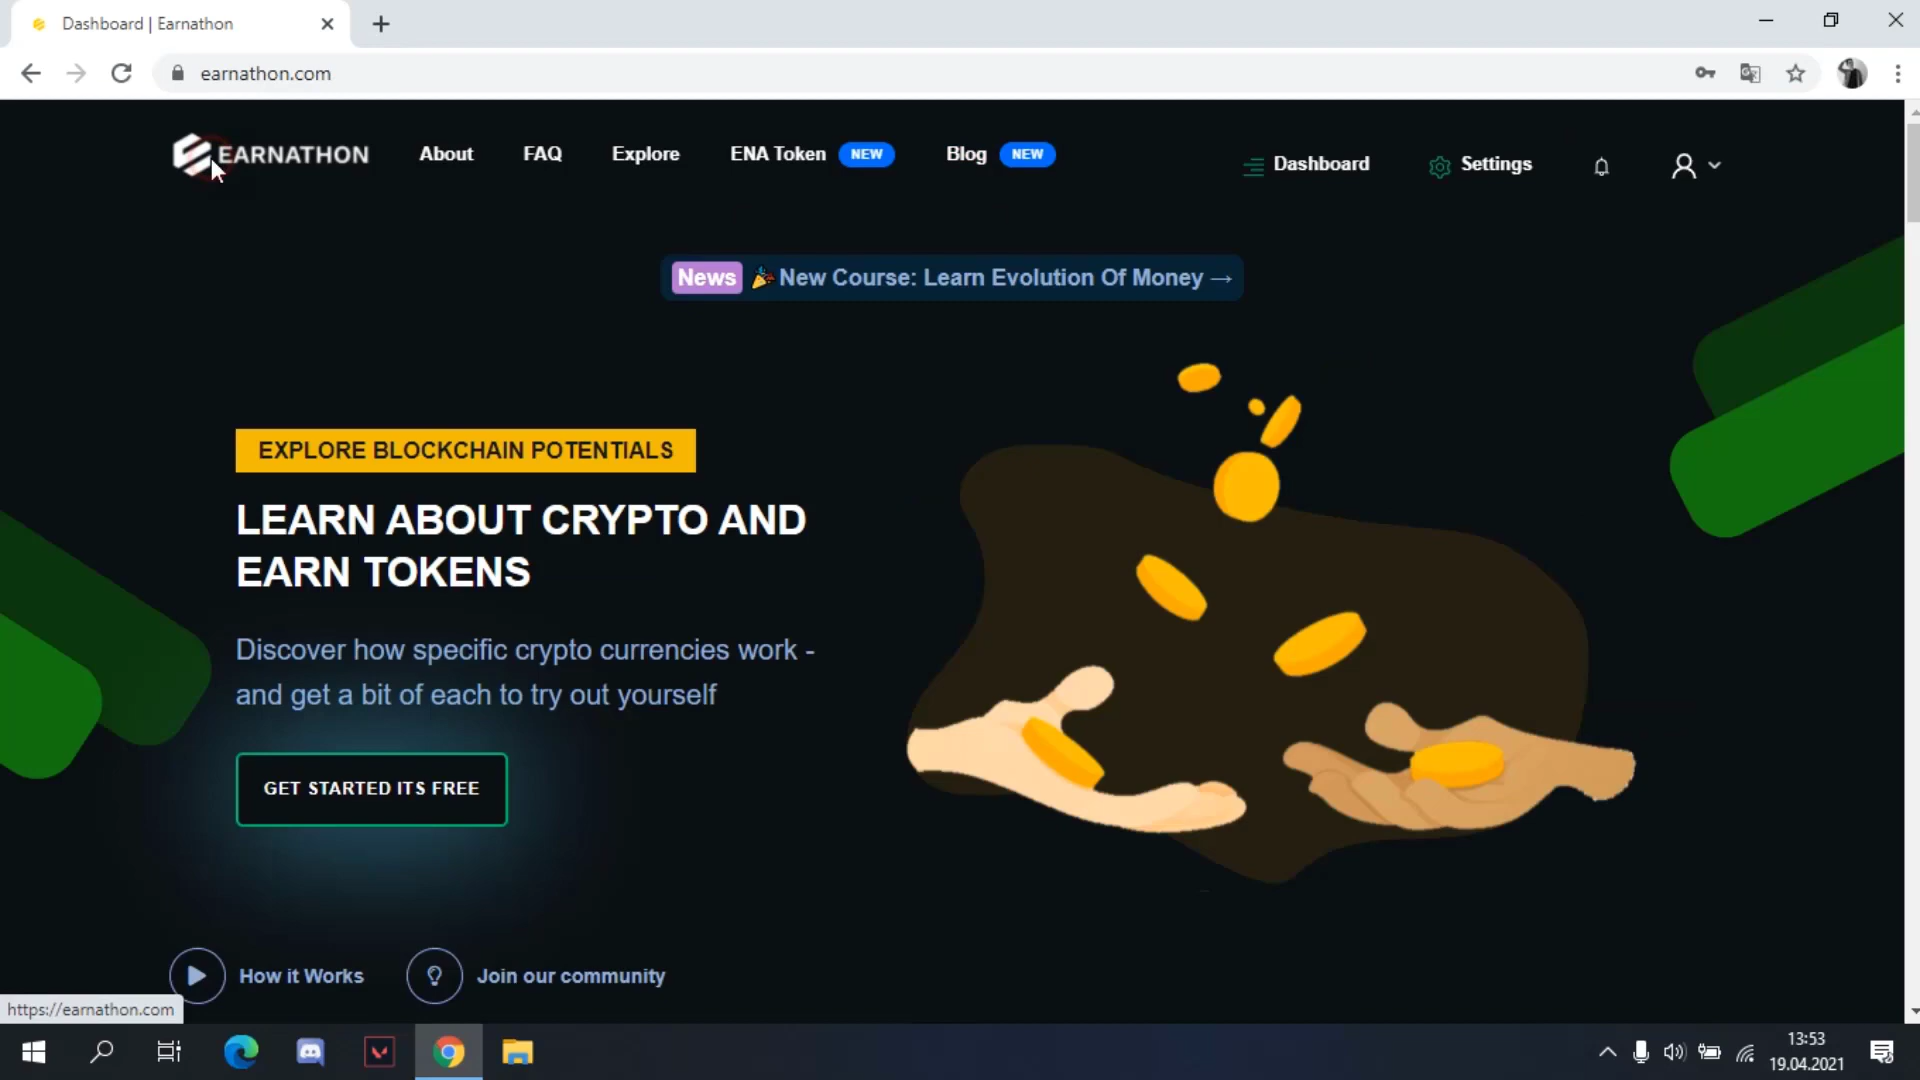 Dashboard | Earnathon
earnathon.com
EARNATHON
About
FAQ
Explore
ENA Token NEW
Blog NEW
Dashboard
Settings
News 🎉New Course: Learn Evolution Of Money →
EXPLORE BLOCKCHAIN POTENTIALS
LEARN ABOUT CRYPTO AND
EARN TOKENS
Discover how specific crypto currencies work -
and get a bit of each to try out yourself
GET STARTED ITS FREE
How it Works
Join our community
https://earnathon.com
13:53
19.04.2021